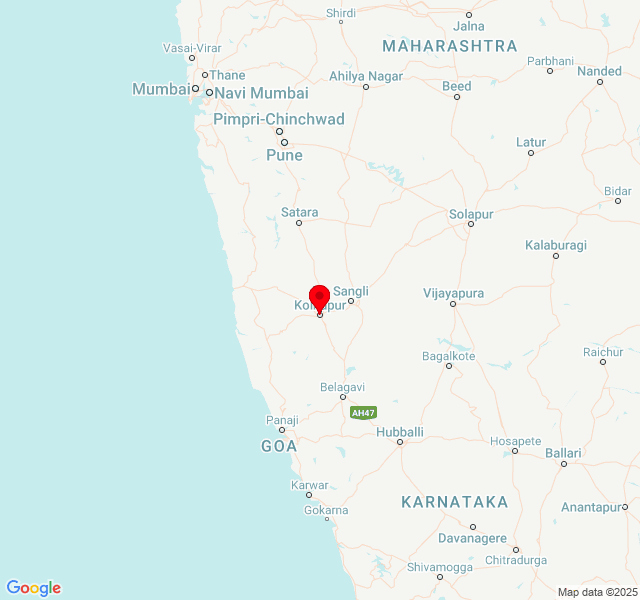 Shirdi
Jalna
MAHARASHTRA
Vasai-Virar
Parbhani
Thane
Ahilya Nagar
Nanded
Mumbai
Navi Mumbai
Beed
Pimpri-Chinchwad
Pune
Latur
Bidar
Satara
Solapur
Kalaburagi
Sangli
Vijayapura
Bagalkote
Raichur
Belagavi
AH47
Panaji
Hubballi
GOA
Hosapete
Ballari
Karwar
KARNATAKA
Gokarna
Anantapur
Davanagere
Chitradurga
Shivamogga
Google
Map data ©2025